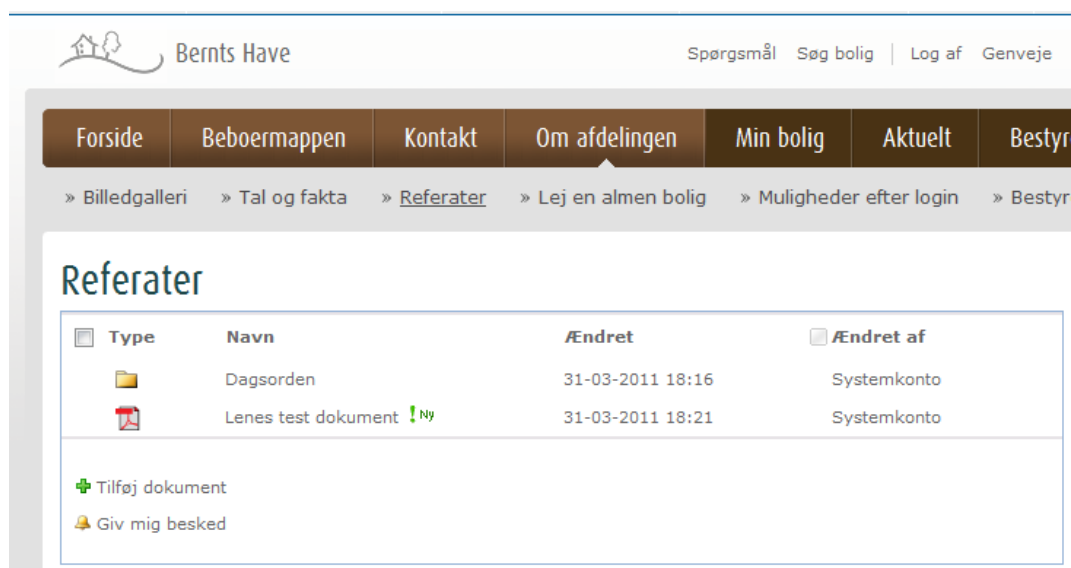 Bernts Have Spørgsmål Søg bolig | Log af Genveje
Forside Beboermappen Kontakt Om afdelingen Min bolig Aktuelt Bestyr
» Billedgalleri » Tal og fakta » Referater » Lej en almen bolig » Muligheder efter login » Bestyr
Referater
Type Navn Ændret Ændret af
Dagsorden 31-03-2011 18:16 Systemkonto
Lenes test dokument ! Ny 31-03-2011 18:21 Systemkonto
Tilføj dokument
Giv mig besked